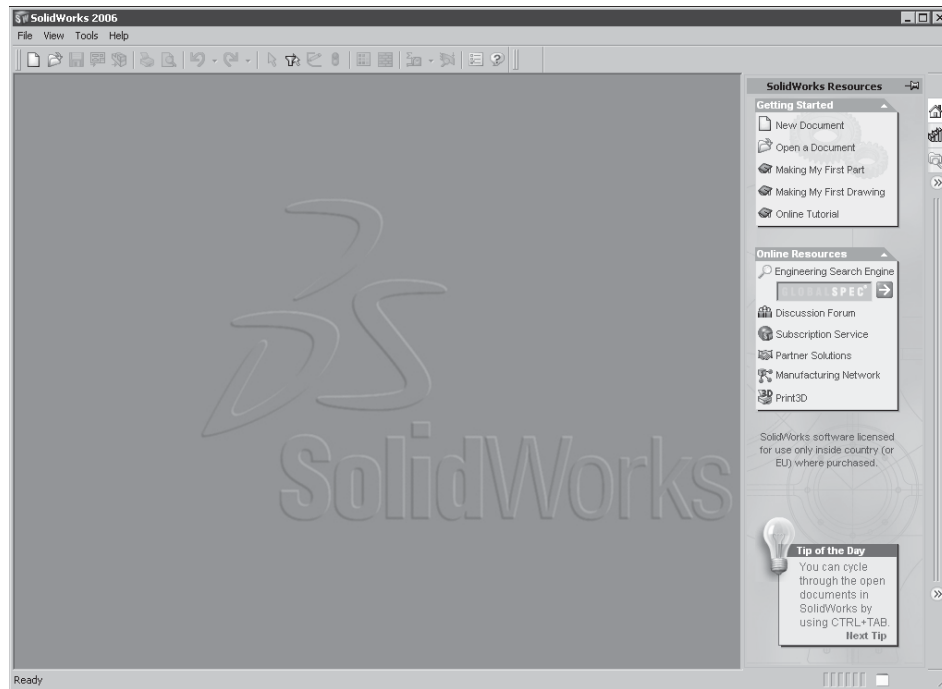 SolidWorks 2006
File View Tools Help
SolidWorks Resources
Getting Started
New Document
Open a Document
Making My First Part
Making My First Drawing
Online Tutorial
Online Resources
Engineering Search Engine
GLOBALSPEC
Discussion Forum
Subscription Service
Partner Solutions
Manufacturing Network
3D
Print3D
SolidWorks software licensed
for use only inside country (or
EU) where purchased.
SolidWorks
Tip of the Day
You can cycle
through the open
documents in
SolidWorks by
using CTRL+TAB.
Next Tip
Ready